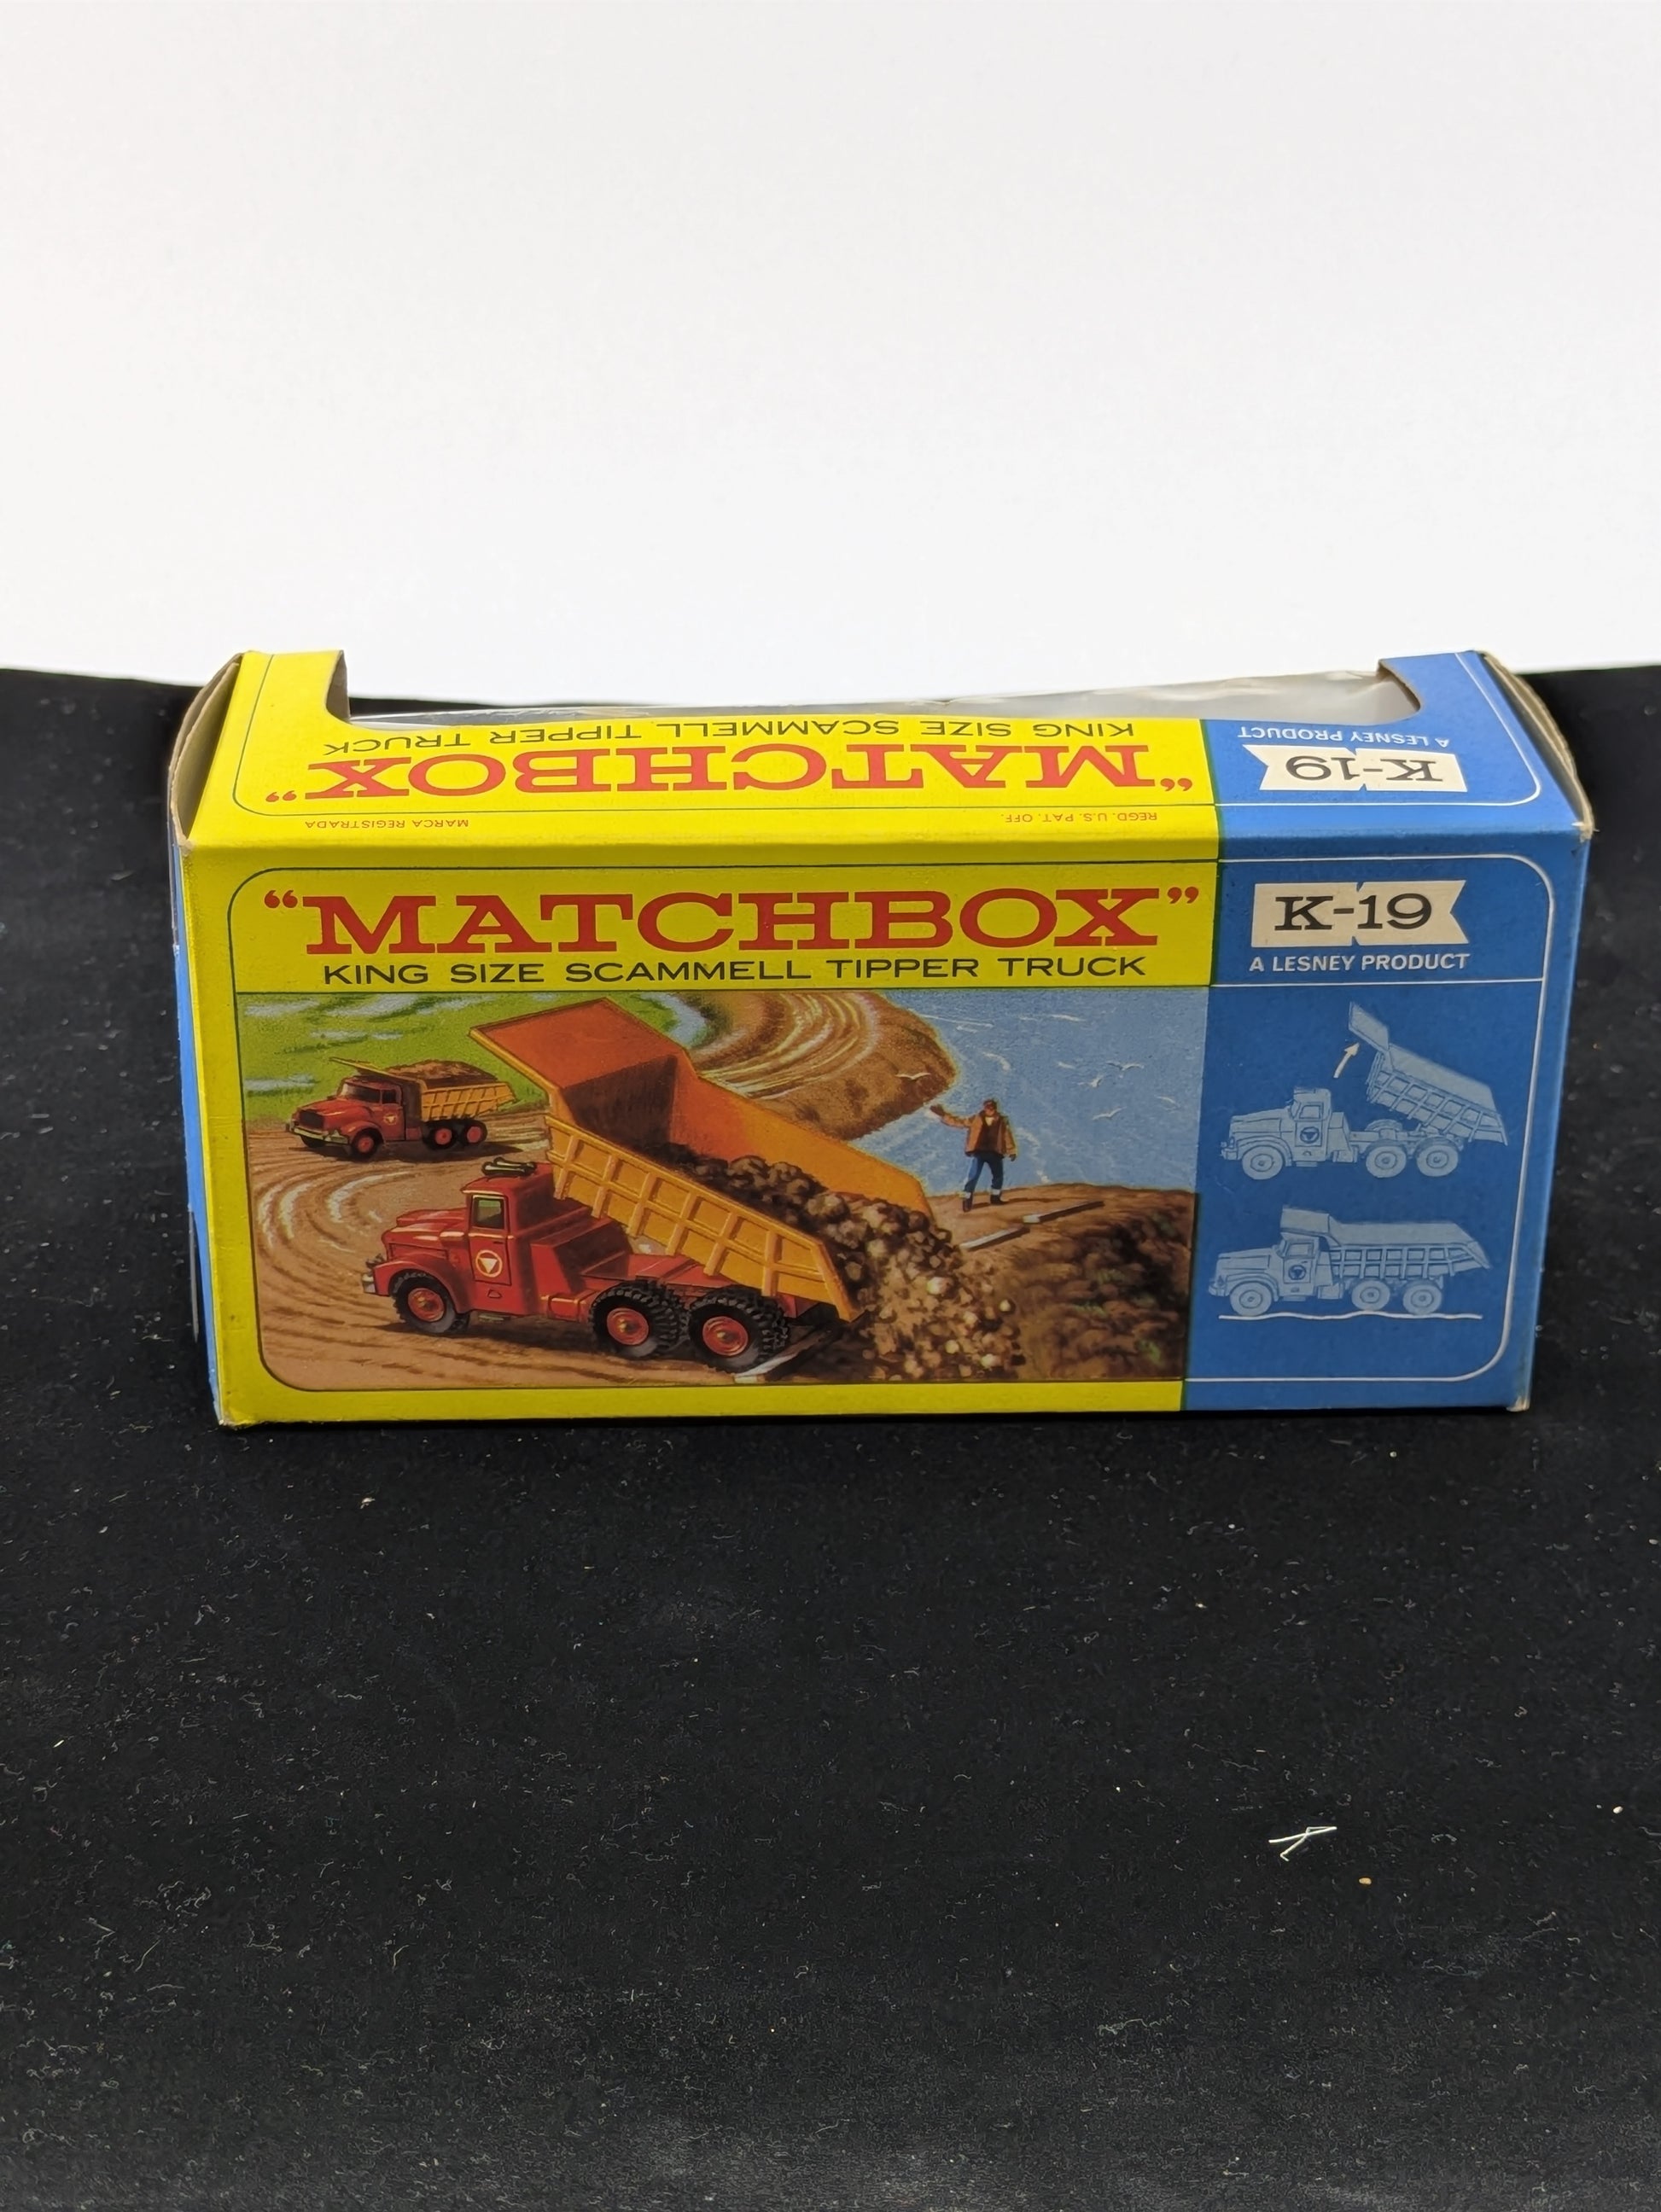 KING SIZE SCAMMELL TIPPER TRUCK
"MATCHBOX"
A LESNEY PRODUCT
K-19
REGD. U.S. PAT. OFF.
MARCA REGISTRADA
"MATCHBOX"
KING SIZE SCAMMELL TIPPER TRUCK
K-19
A LESNEY PRODUCT